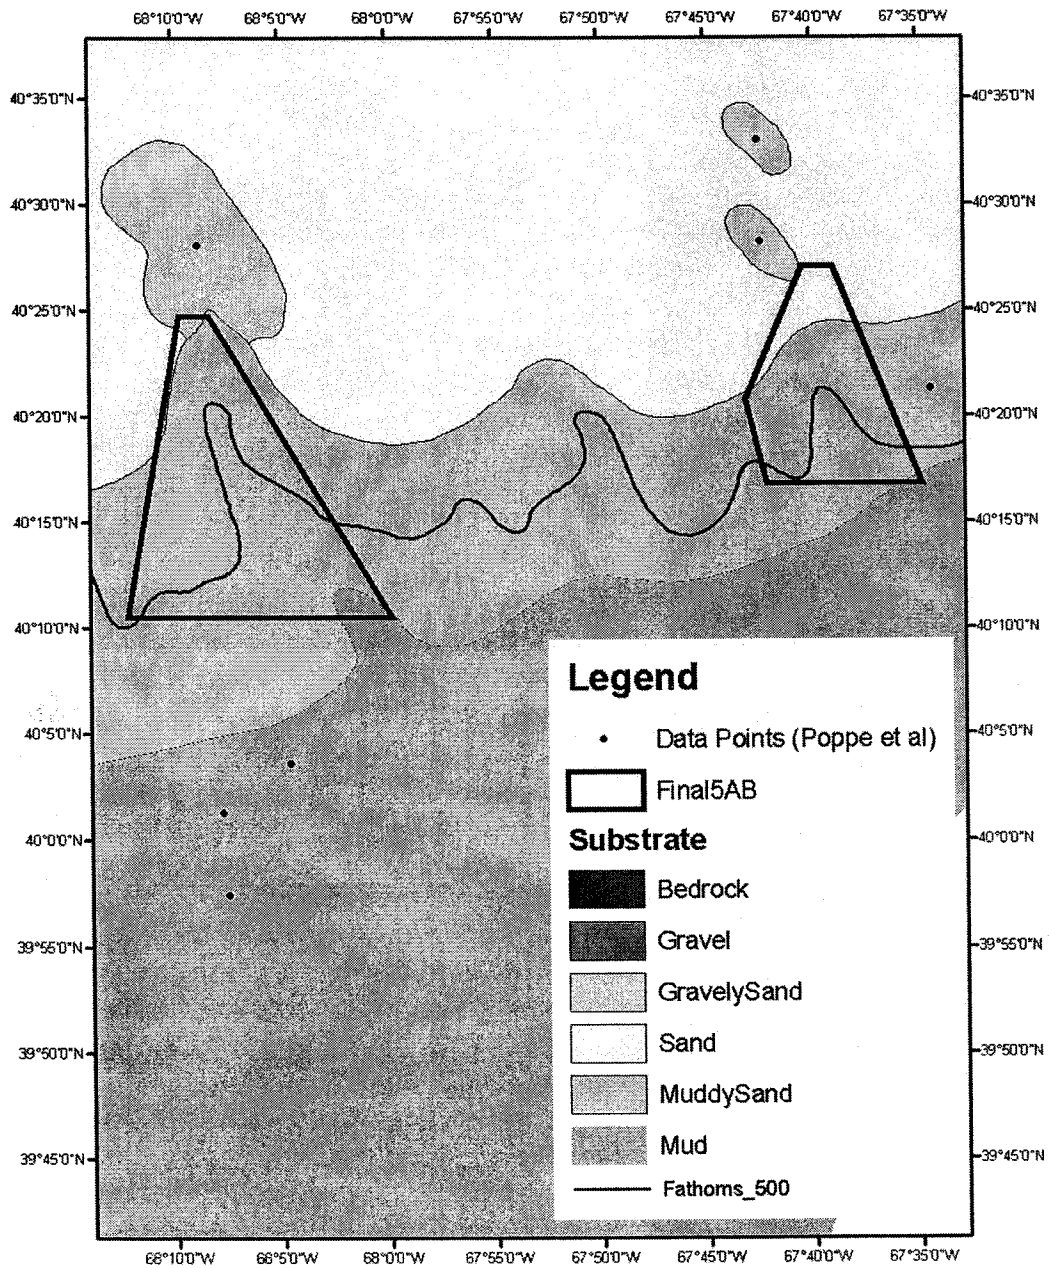 68°10'0"W 68°5'0"W 68°0'0"W 67°55'0"W 67°50'0"W 67°45'0"W 67°40'0"W 67°35'0"W
40°35'0"N 40°35'0"N
40°30'0"N 40°30'0"N
40°25'0"N 40°25'0"N
40°20'0"N 40°20'0"N
40°15'0"N 40°15'0"N
40°10'0"N 40°10'0"N
40°5'0"N 40°5'0"N
40°0'0"N 40°0'0"N
39°55'0"N 39°55'0"N
39°50'0"N 39°50'0"N
39°45'0"N 39°45'0"N
Legend
Data Points (Poppe et al)
Final5AB
Substrate
Bedrock
Gravel
GravelySand
Sand
MuddySand
Mud
Fathoms_500
68°10'0"W 68°5'0"W 68°0'0"W 67°55'0"W 67°50'0"W 67°45'0"W 67°40'0"W 67°35'0"W